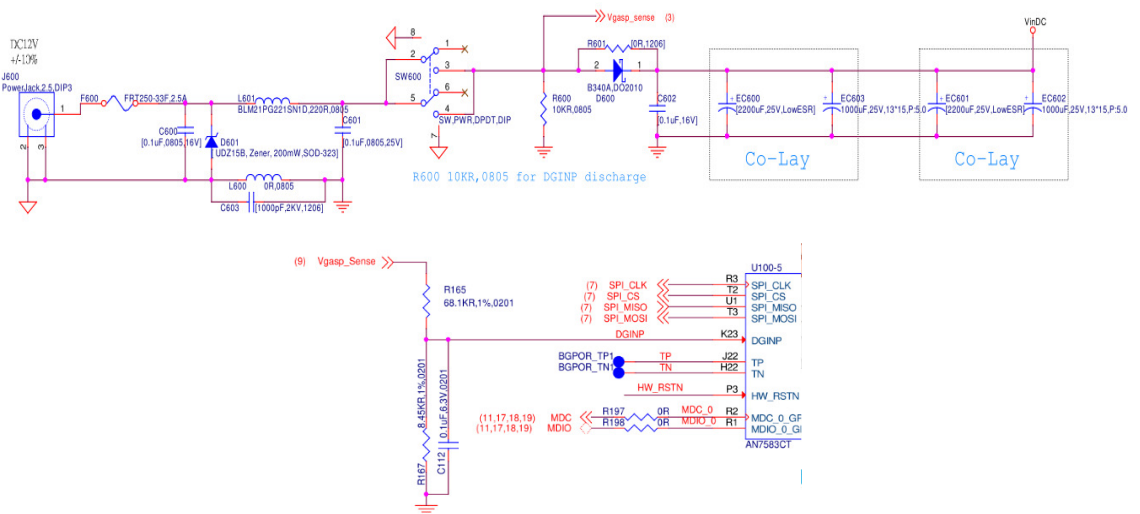 Vgasp_sense (3)
VinDC
DC12V
+/-10%
J600
PowerJack,2.5,DIP3
1
2
3
F600
FRT250-33F,2.5A
L601
BLM21PG221SN1D,220R,0805
C600
[0.1uF,0805,16V]
D601
UDZ15B, Zener, 200mW,SOD-323]
C601
[0.1uF,0805,25V]
L600
0R,0805
C603
[1000pF,2KV,1206]
8
1
2
3
SW600
6
5
4
SW,PWR,DPDT,DIP
7
R601
[0R,1206]
2
1
B340A,DO2010
D600
R600
10KR,0805
C602
[0.1uF,16V]
EC600
[2200uF,25V,LowESR]
EC603
1000uF,25V,13*15,P:5.0
EC601
[2200uF,25V,LowESR]
EC602
1000uF,25V,13*15,P:5.0
Co-Lay
Co-Lay
R600 10KR,0805 for DGINP discharge
(9) Vgasp_Sense
R165
68.1KR,1%,0201
8.45KR,1%,0201
R167
0.1uF,6.3V,0201
C112
U100-5
(7) SPI_CLK R3 SPI_CLK
(7) SPI_CS T2 SPI_CS
(7) SPI_MISO U1 SPI_MISO
(7) SPI_MOSI T3 SPI_MOSI
DGINP K23 DGINP
BGPOR_TP1 TP J22 TP
BGPOR_TN1 TN H22 TN
HW_RSTN P3 HW_RSTN
(11,17,18,19) MDC R197 0R MDC_0 R2 MDC_0_GF
(11,17,18,19) MDIO R198 0R MDIO_0 R1 MDIO_0_GI
AN7583CT